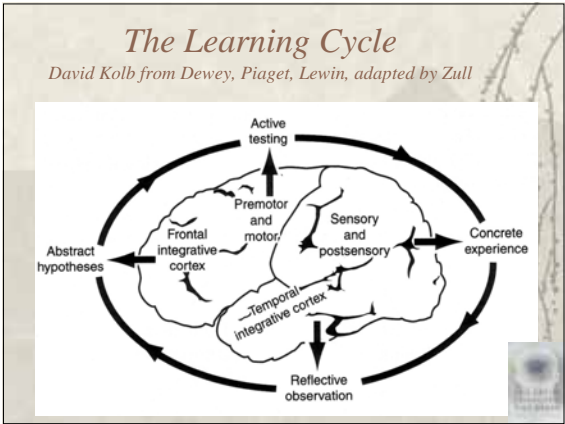 The Learning Cycle
David Kolb from Dewey, Piaget, Lewin, adapted by Zull
Active
testing
Premotor
and
motor
Sensory
and
postsensory
Frontal
integrative
cortex
Concrete
experience
Abstract
hypotheses
Temporal
integrative cortex
Reflective
observation